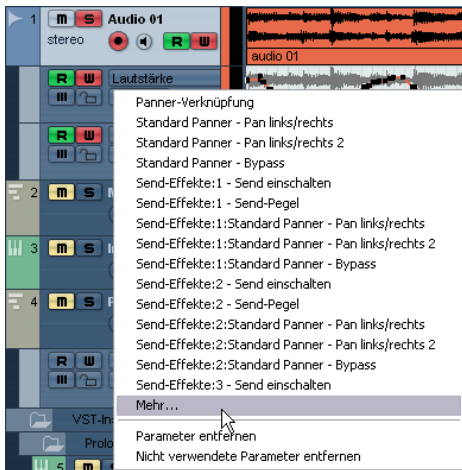 1 m S Audio 01
stereo R W
audio 01
R W Lautstärke
Panner-Verknüpfung
Standard Panner - Pan links/rechts
R W
Standard Panner - Pan links/rechts 2
Standard Panner - Bypass
2 m S
Send-Effekte:1 - Send einschalten
Send-Effekte:1 - Send-Pegel
Send-Effekte:1:Standard Panner - Pan links/rechts
3 m S
Send-Effekte:1:Standard Panner - Pan links/rechts 2
Send-Effekte:1:Standard Panner - Bypass
Send-Effekte:2 - Send einschalten
4 m S
Send-Effekte:2 - Send-Pegel
Send-Effekte:2:Standard Panner - Pan links/rechts
Send-Effekte:2:Standard Panner - Pan links/rechts 2
R W
Send-Effekte:2:Standard Panner - Bypass
Send-Effekte:3 - Send einschalten
Mehr...
VST-In
Parameter entfernen
Prolo
Nicht verwendete Parameter entfernen
5 m